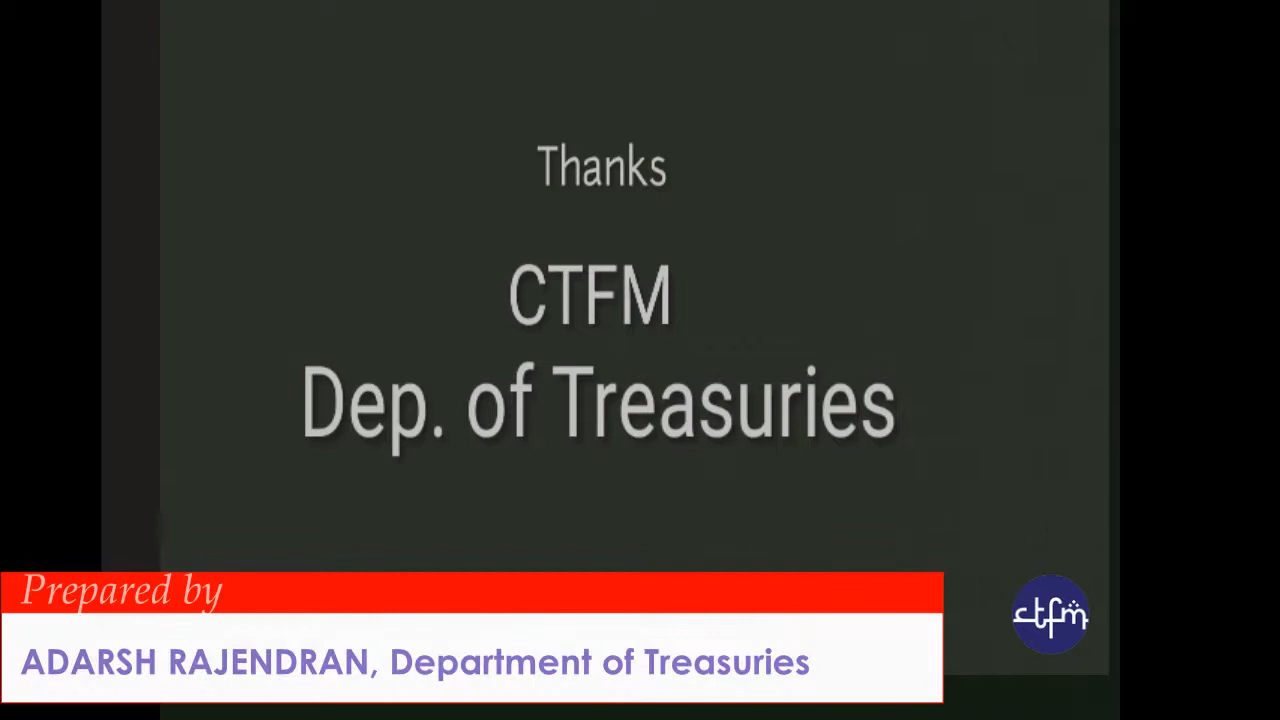 Thanks
CTFM
Dep. of Treasuries
Prepared by
ctfm
ADARSH RAJENDRAN, Department of Treasuries